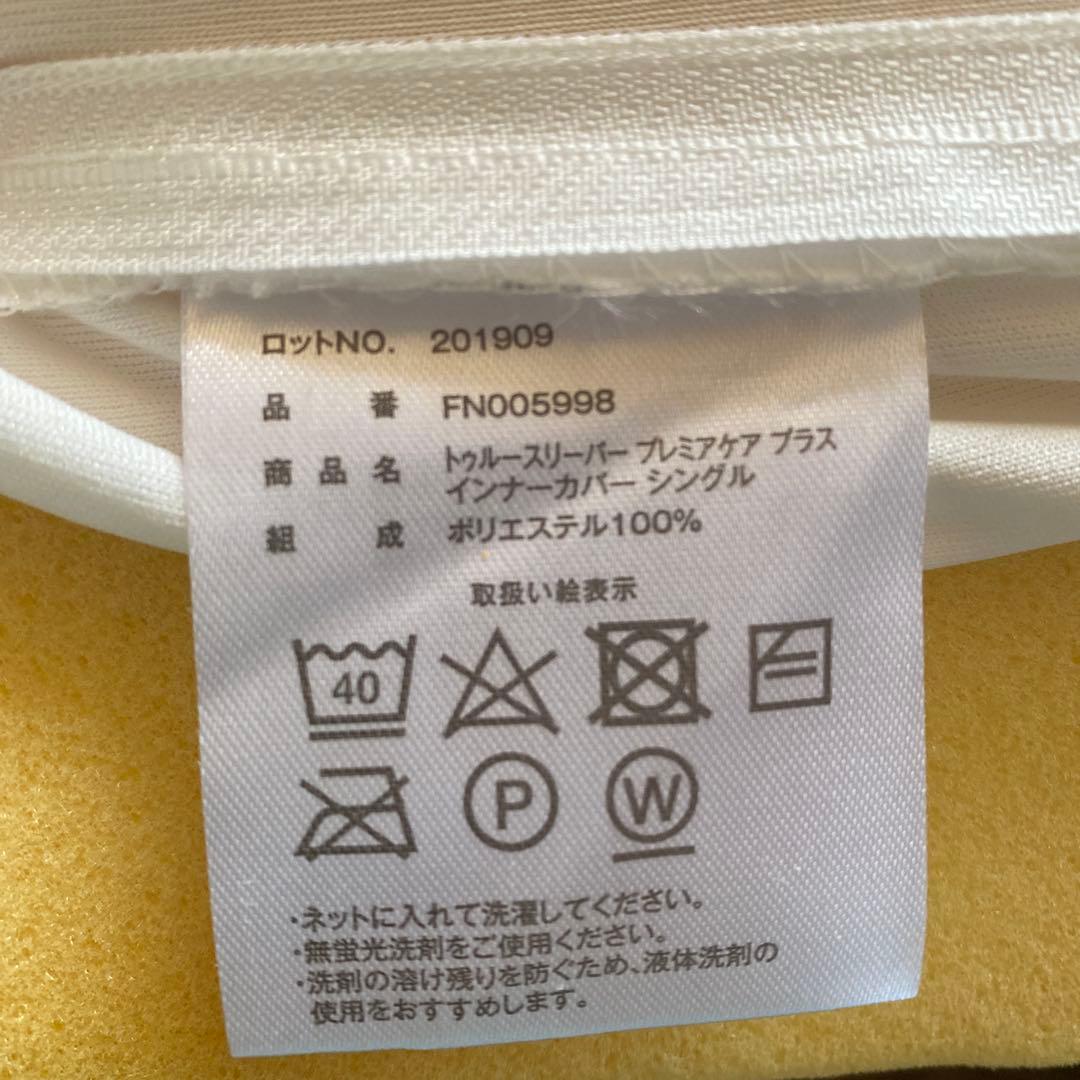 ロットNO. 201909
品番 FN005998
商品名 トゥルースリーパー プレミアケア プラス
インナーカバー シングル
組成 ポリエステル100%
取扱い絵表示
40
P
W
・ネットに入れて洗濯してください。
・無蛍光洗剤をご使用ください。
・洗剤の溶け残りを防ぐため、液体洗剤の
使用をおすすめします。